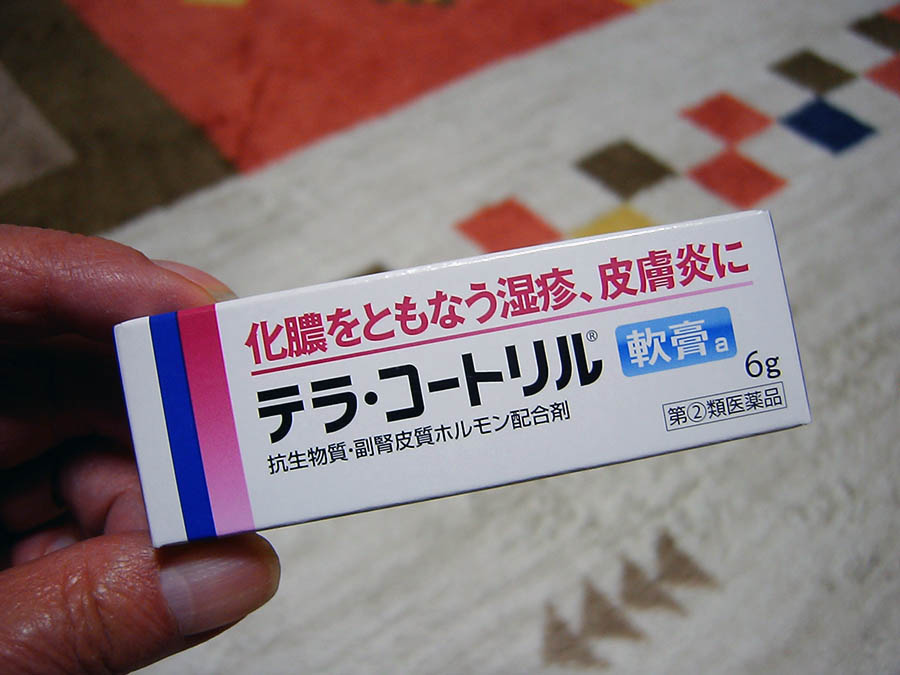 化膿をともなう湿疹、皮膚炎に
テラ・コートリル® 軟膏a 6g
抗生物質・副腎皮質ホルモン配合剤
第②類医薬品